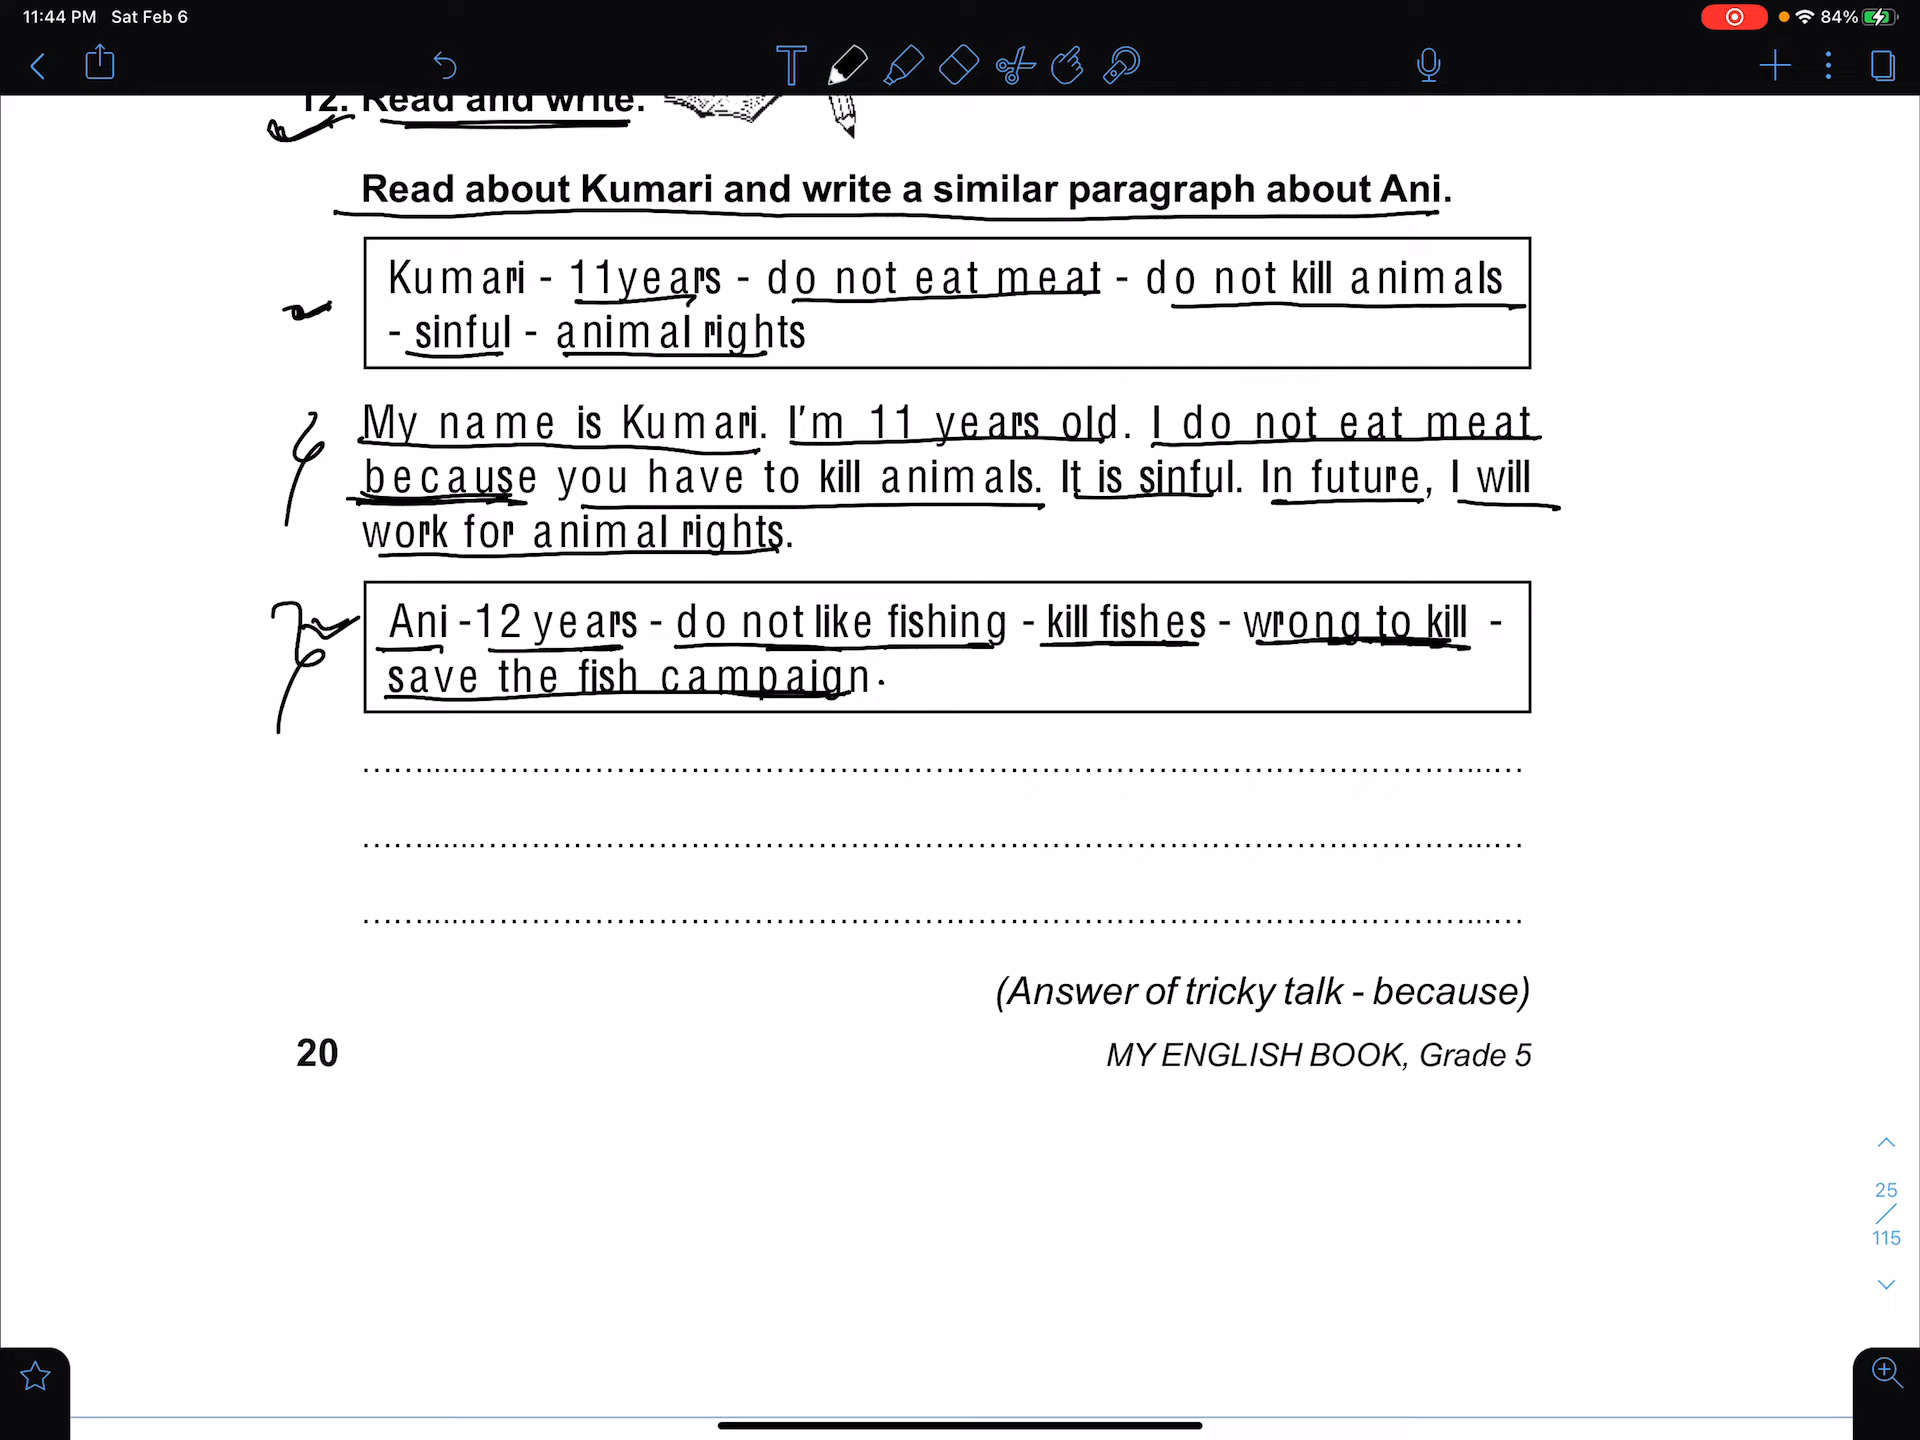 11:44 PM Sat Feb 6
84%
12. Read and write.
Read about Kumari and write a similar paragraph about Ani.
Kumari - 11years - do not eat meat - do not kill animals
- sinful - animal rights
My name is Kumari. I'm 11 years old. I do not eat meat
because you have to kill animals. It is sinful. In future, I will
work for animal rights.
Ani -12 years - do not like fishing - kill fishes - wrong to kill -
save the fish campaign.
(Answer of tricky talk - because)
20
MY ENGLISH BOOK, Grade 5
25
115